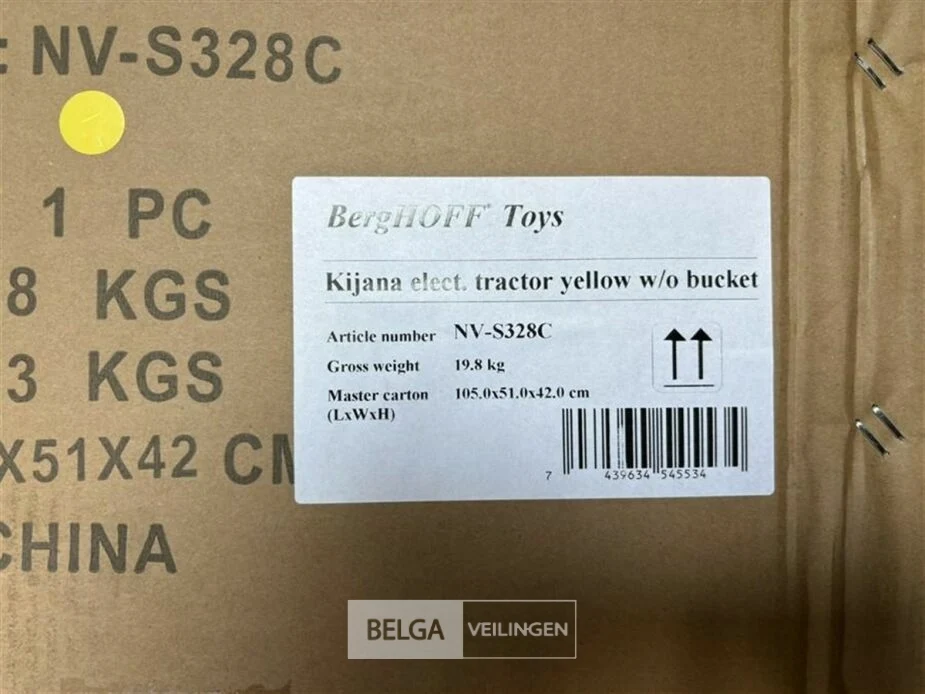 : NV-S328C
1 PC
8 KGS
3 KGS
X51X42 CM
CHINA
BergHOFF® Toys
Kijana elect. tractor yellow w/o bucket
Article number NV-S328C
Gross weight 19.8 kg
Master carton 105.0x51.0x42.0 cm
(LxWxH)
7 439634 545534
BELGA VEILINGEN